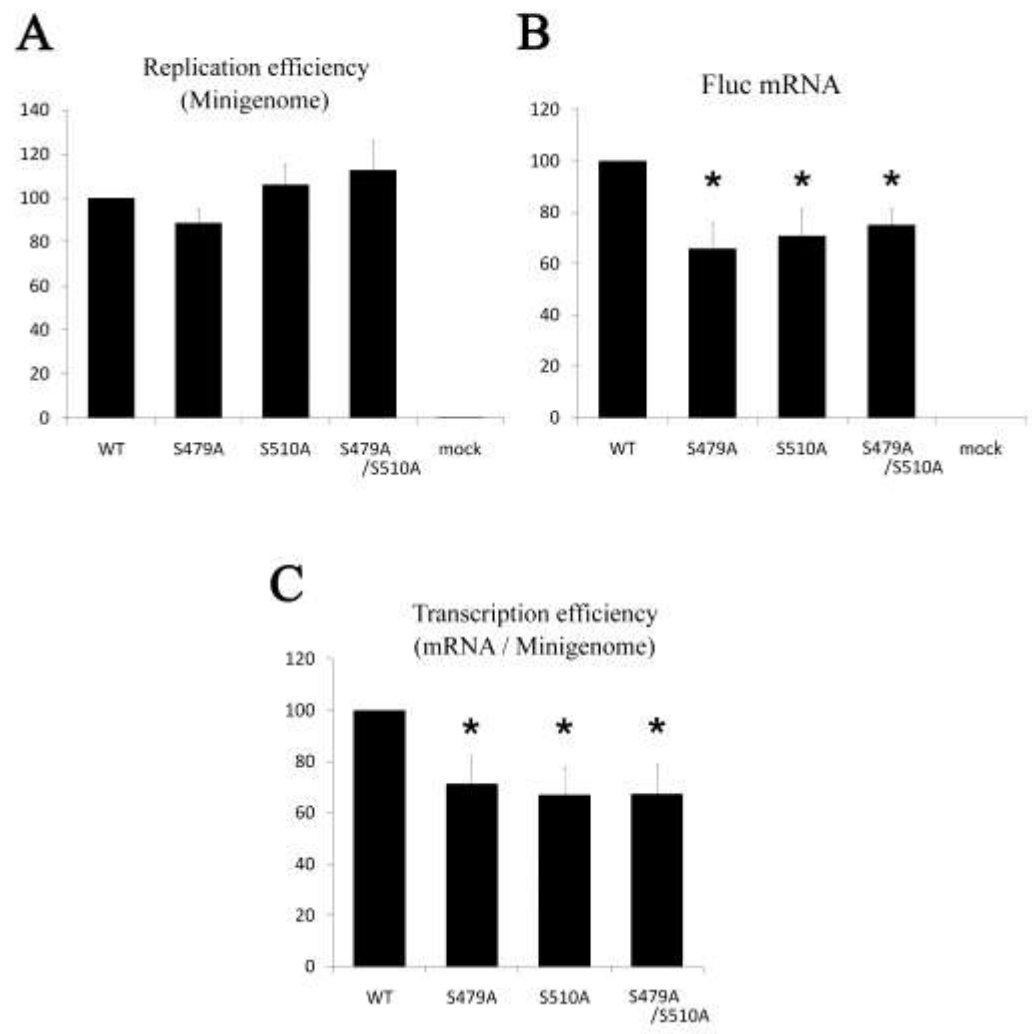 A
Replication efficiency
(Minigenome)
140
120
100
80
60
40
20
0
WT S479A S510A S479A mock
/S510A
B
Fluc mRNA
120
100
80
60
40
20
0
* * *
WT S479A S510A S479A mock
/S510A
C
Transcription efficiency
(mRNA / Minigenome)
120
100
80
60
40
20
0
* * *
WT S479A S510A S479A
/S510A